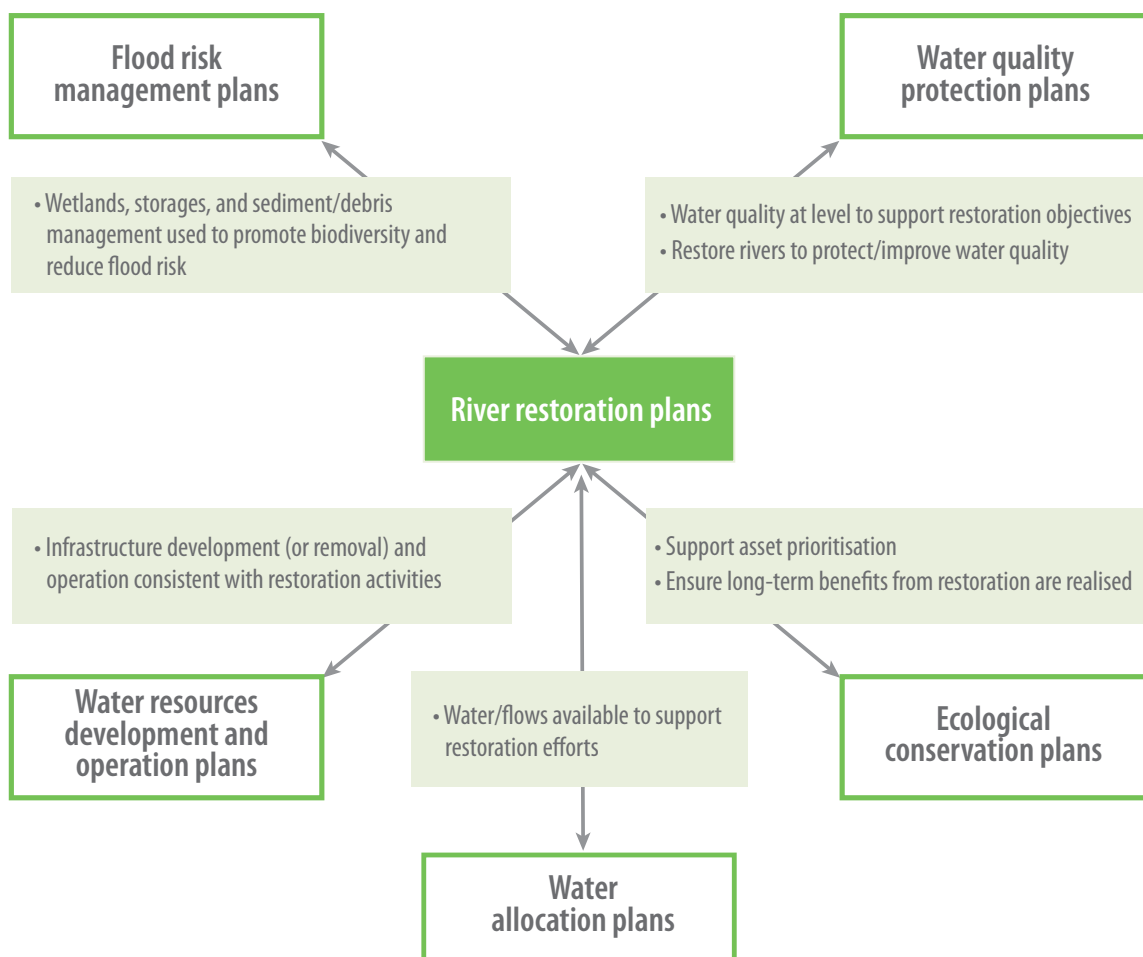 Flood risk
management plans
Water quality
protection plans
• Wetlands, storages, and sediment/debris
management used to promote biodiversity and
reduce flood risk
• Water quality at level to support restoration objectives
• Restore rivers to protect/improve water quality
River restoration plans
• Infrastructure development (or removal) and
operation consistent with restoration activities
• Support asset prioritisation
• Ensure long-term benefits from restoration are realised
Water resources
development and
operation plans
• Water/flows available to support
restoration efforts
Ecological
conservation plans
Water
allocation plans